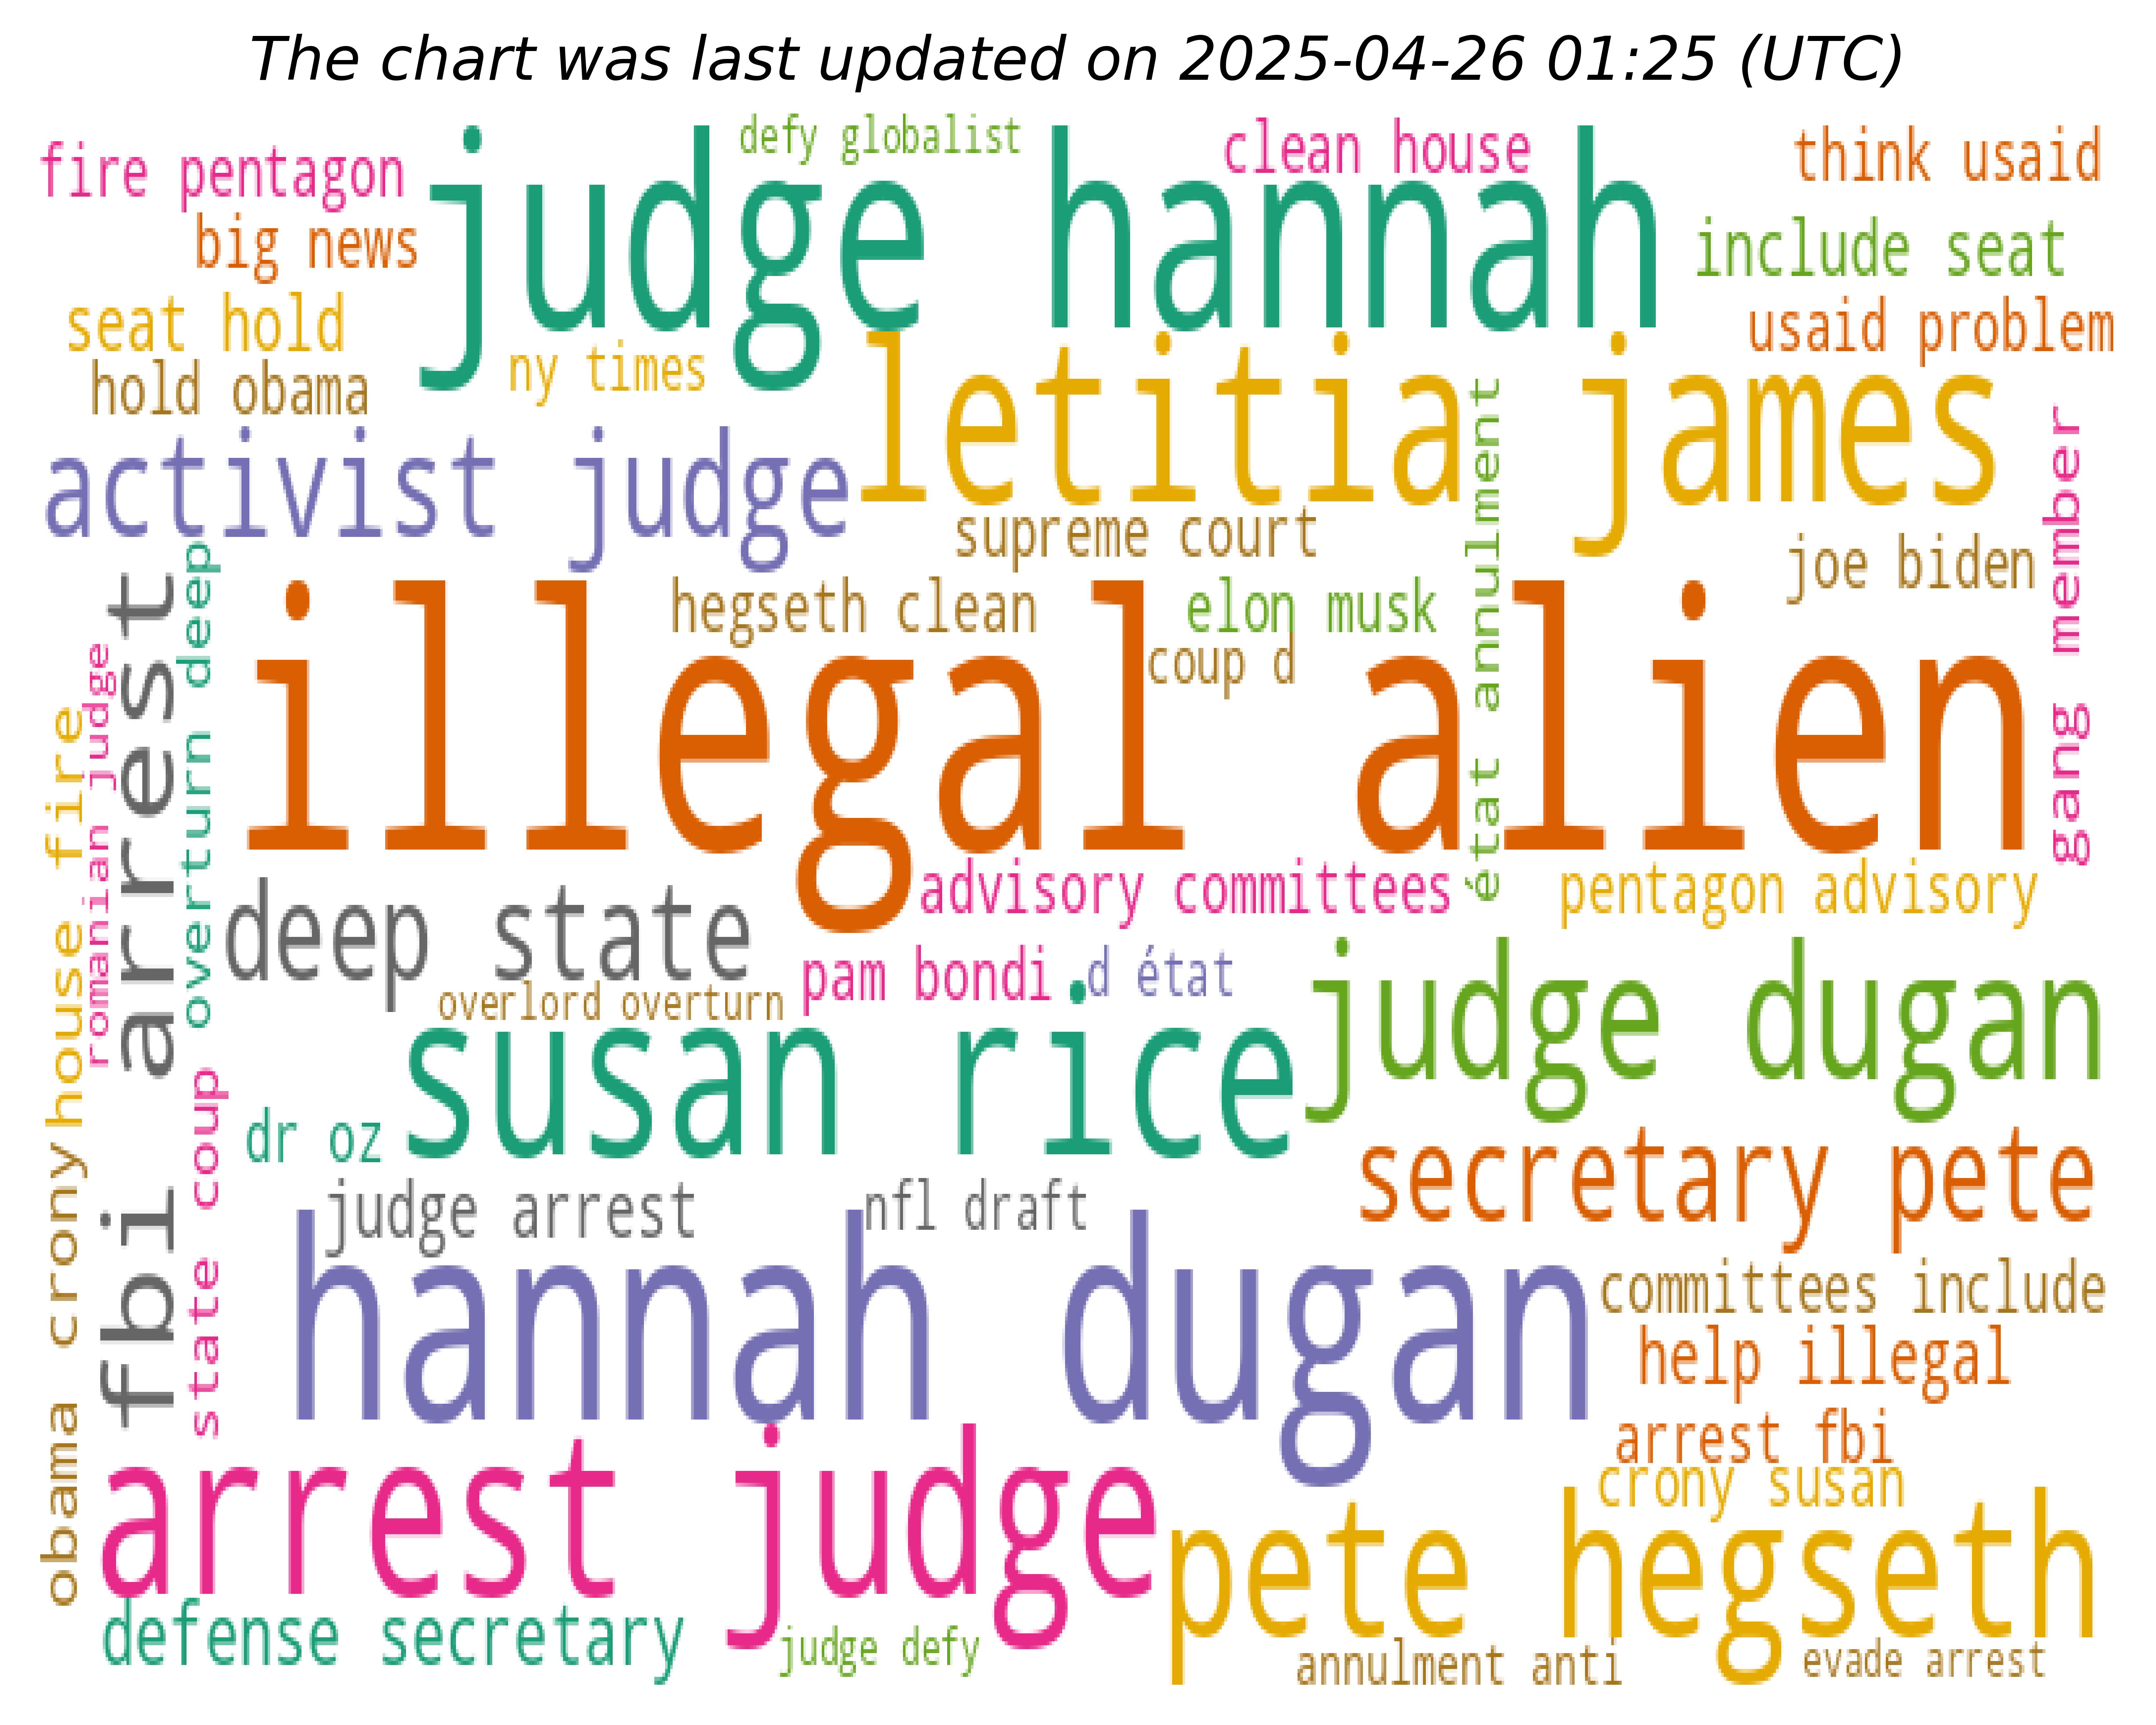 The chart was last updated on 2025-04-26 01:25 (UTC)
defy globalist
clean house
think usaid
fire pentagon
judge hannah
big news
include seat
seat hold
usaid problem
ny times
hold obama
letitia james
activist judge
supreme court
joe biden
gang member
état annulment
hegseth clean
elon musk
coup d
illegal alien
fbi arrest
overturn deep
romanian judge
house fire
advisory committees
pentagon advisory
deep state
pam bondi
d état
overlord overturn
judge dugan
susan rice
dr oz
state coup
obama crony
secretary pete
judge arrest
nfl draft
hannah dugan
committees include
help illegal
arrest fbi
crony susan
arrest judge
pete hegseth
defense secretary
judge defy
annulment anti
evade arrest